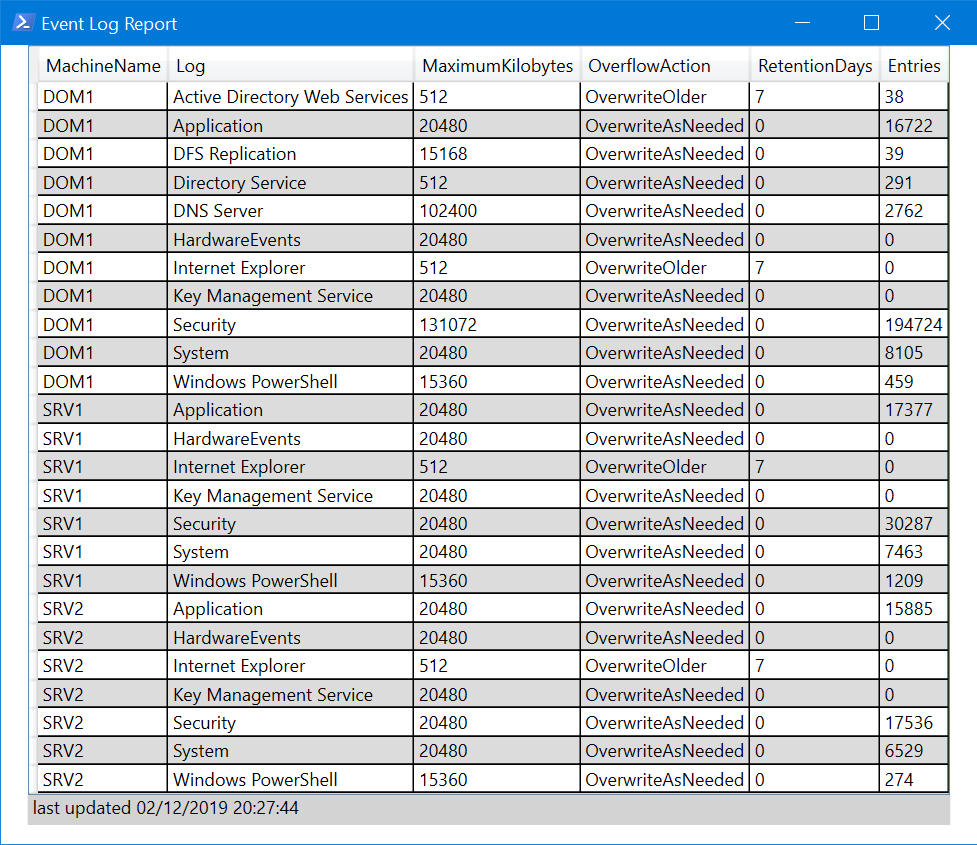 Event Log Report
MachineName Log MaximumKilobytes OverflowAction RetentionDays Entries
DOM1 Active Directory Web Services 512 OverwriteOlder 7 38
DOM1 Application 20480 OverwriteAsNeeded 0 16722
DOM1 DFS Replication 15168 OverwriteAsNeeded 0 39
DOM1 Directory Service 512 OverwriteAsNeeded 0 291
DOM1 DNS Server 102400 OverwriteAsNeeded 0 2762
DOM1 HardwareEvents 20480 OverwriteAsNeeded 0 0
DOM1 Internet Explorer 512 OverwriteOlder 7 0
DOM1 Key Management Service 20480 OverwriteAsNeeded 0 0
DOM1 Security 131072 OverwriteAsNeeded 0 194724
DOM1 System 20480 OverwriteAsNeeded 0 8105
DOM1 Windows PowerShell 15360 OverwriteAsNeeded 0 459
SRV1 Application 20480 OverwriteAsNeeded 0 17377
SRV1 HardwareEvents 20480 OverwriteAsNeeded 0 0
SRV1 Internet Explorer 512 OverwriteOlder 7 0
SRV1 Key Management Service 20480 OverwriteAsNeeded 0 0
SRV1 Security 20480 OverwriteAsNeeded 0 30287
SRV1 System 20480 OverwriteAsNeeded 0 7463
SRV1 Windows PowerShell 15360 OverwriteAsNeeded 0 1209
SRV2 Application 20480 OverwriteAsNeeded 0 15885
SRV2 HardwareEvents 20480 OverwriteAsNeeded 0 0
SRV2 Internet Explorer 512 OverwriteOlder 7 0
SRV2 Key Management Service 20480 OverwriteAsNeeded 0 0
SRV2 Security 20480 OverwriteAsNeeded 0 17536
SRV2 System 20480 OverwriteAsNeeded 0 6529
SRV2 Windows PowerShell 15360 OverwriteAsNeeded 0 274
last updated 02/12/2019 20:27:44